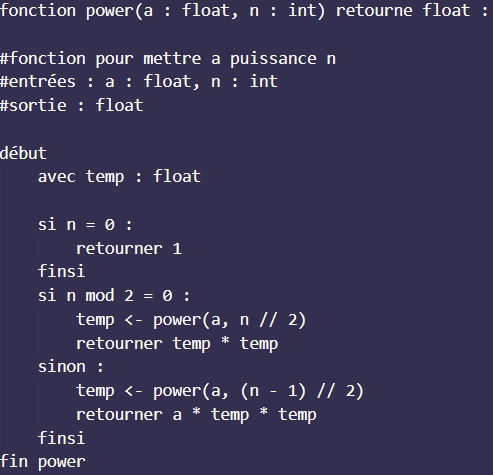 fonction power(a : float, n : int) retourne float :
#fonction pour mettre a puissance n
#entrées : a : float, n : int
#sortie : float
début
avec temp : float
si n = 0 :
retourner 1
finsi
si n mod 2 = 0 :
temp <- power(a, n // 2)
retourner temp * temp
sinon :
temp <- power(a, (n - 1) // 2)
retourner a * temp * temp
finsi
fin power